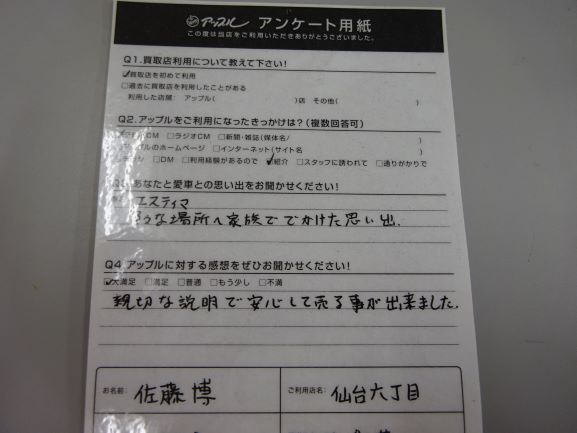 アップル アンケート用紙
この度は当店をご利用いただきありがとうございました。
Q1.買取店利用について教えて下さい!
☑買取店を初めて利用
□過去に買取店を利用したことがある
利用した店舗: アップル( )店 その他( )
Q2.アップルをご利用になったきっかけは?(複数回答可)
CM □ラジオCM □新聞・雑誌(媒体名/ )
のホームページ □インターネット(サイト名 )
□DM □利用経験があるので ☑紹介 □スタッフに誘われて □通りがかりで
あなたと愛車との思い出をお聞かせください!
エスティマ
な場所へ家族ででかけた思い出.
Q4.アップルに対する感想をぜひお聞かせください!
☑大満足 □満足 □普通 □もう少し □不満
親切な説明で安心して売る事が出来ました.
お名前: 佐藤博 ご利用店名: 仙台六丁目